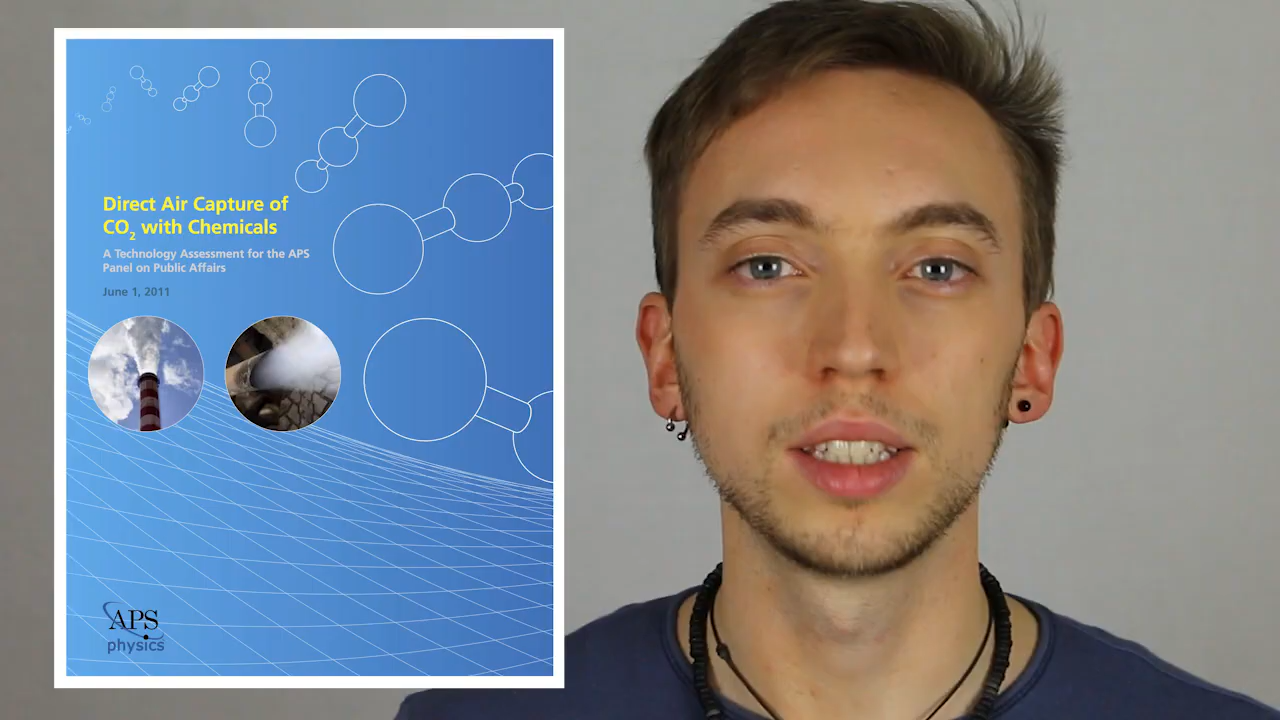 Direct Air Capture of
CO₂ with Chemicals
A Technology Assessment for the APS
Panel on Public Affairs
June 1, 2011
APS
physics